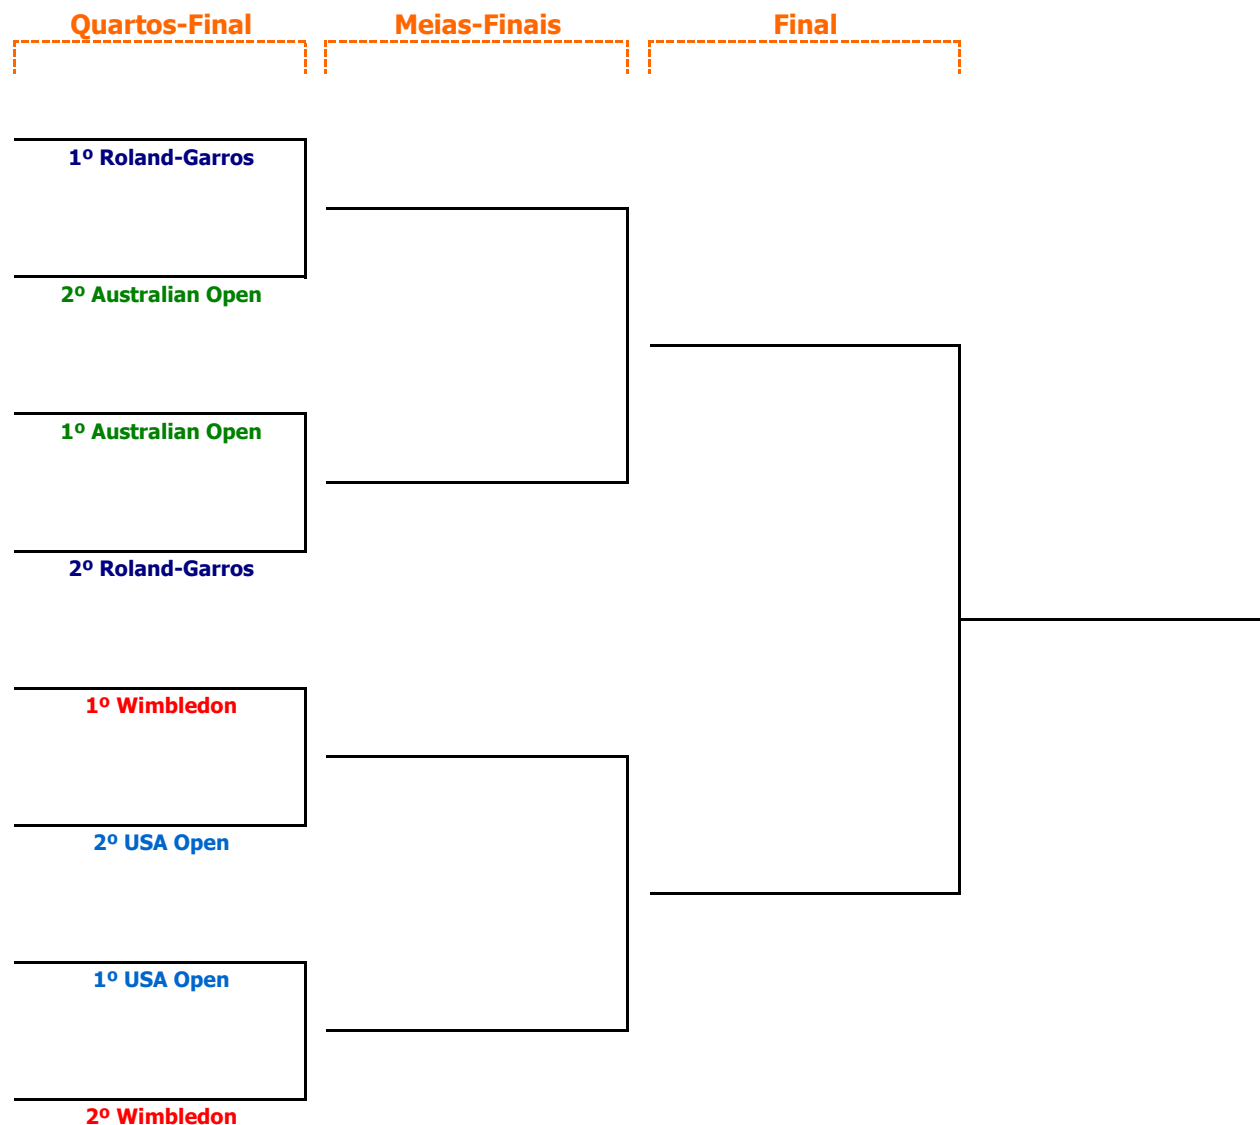 Quartos-Final
Meias-Finais
Final
1º Roland-Garros
2º Australian Open
1º Australian Open
2º Roland-Garros
1º Wimbledon
2º USA Open
1º USA Open
2º Wimbledon